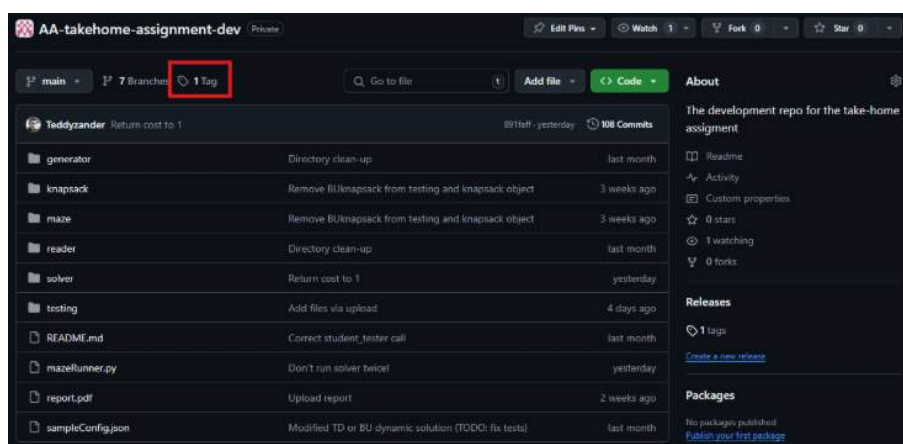 AA-takehome-assignment-dev Private Edit Pins Watch 1 Fork 0 Star 0
main 7 Branches 1 Tag Go to file t Add file <> Code
Teddyzander Return cost to 1 891faff · yesterday 108 Commits
generator Directory clean-up last month
knapsack Remove BUknapsack from testing and knapsack object 3 weeks ago
maze Remove BUknapsack from testing and knapsack object 3 weeks ago
reader Directory clean-up last month
solver Return cost to 1 yesterday
testing Add files via upload 4 days ago
README.md Correct student_tester call last month
mazeRunner.py Don't run solver twice! yesterday
report.pdf Upload report 2 weeks ago
sampleConfig.json Modified TD or BU dynamic solution (TODO: fix tests) last month
About
The development repo for the take-home
assigment
Readme
Activity
Custom properties
0 stars
1 watching
0 forks
Releases
1 tags
Create a new release
Packages
No packages published
Publish your first package